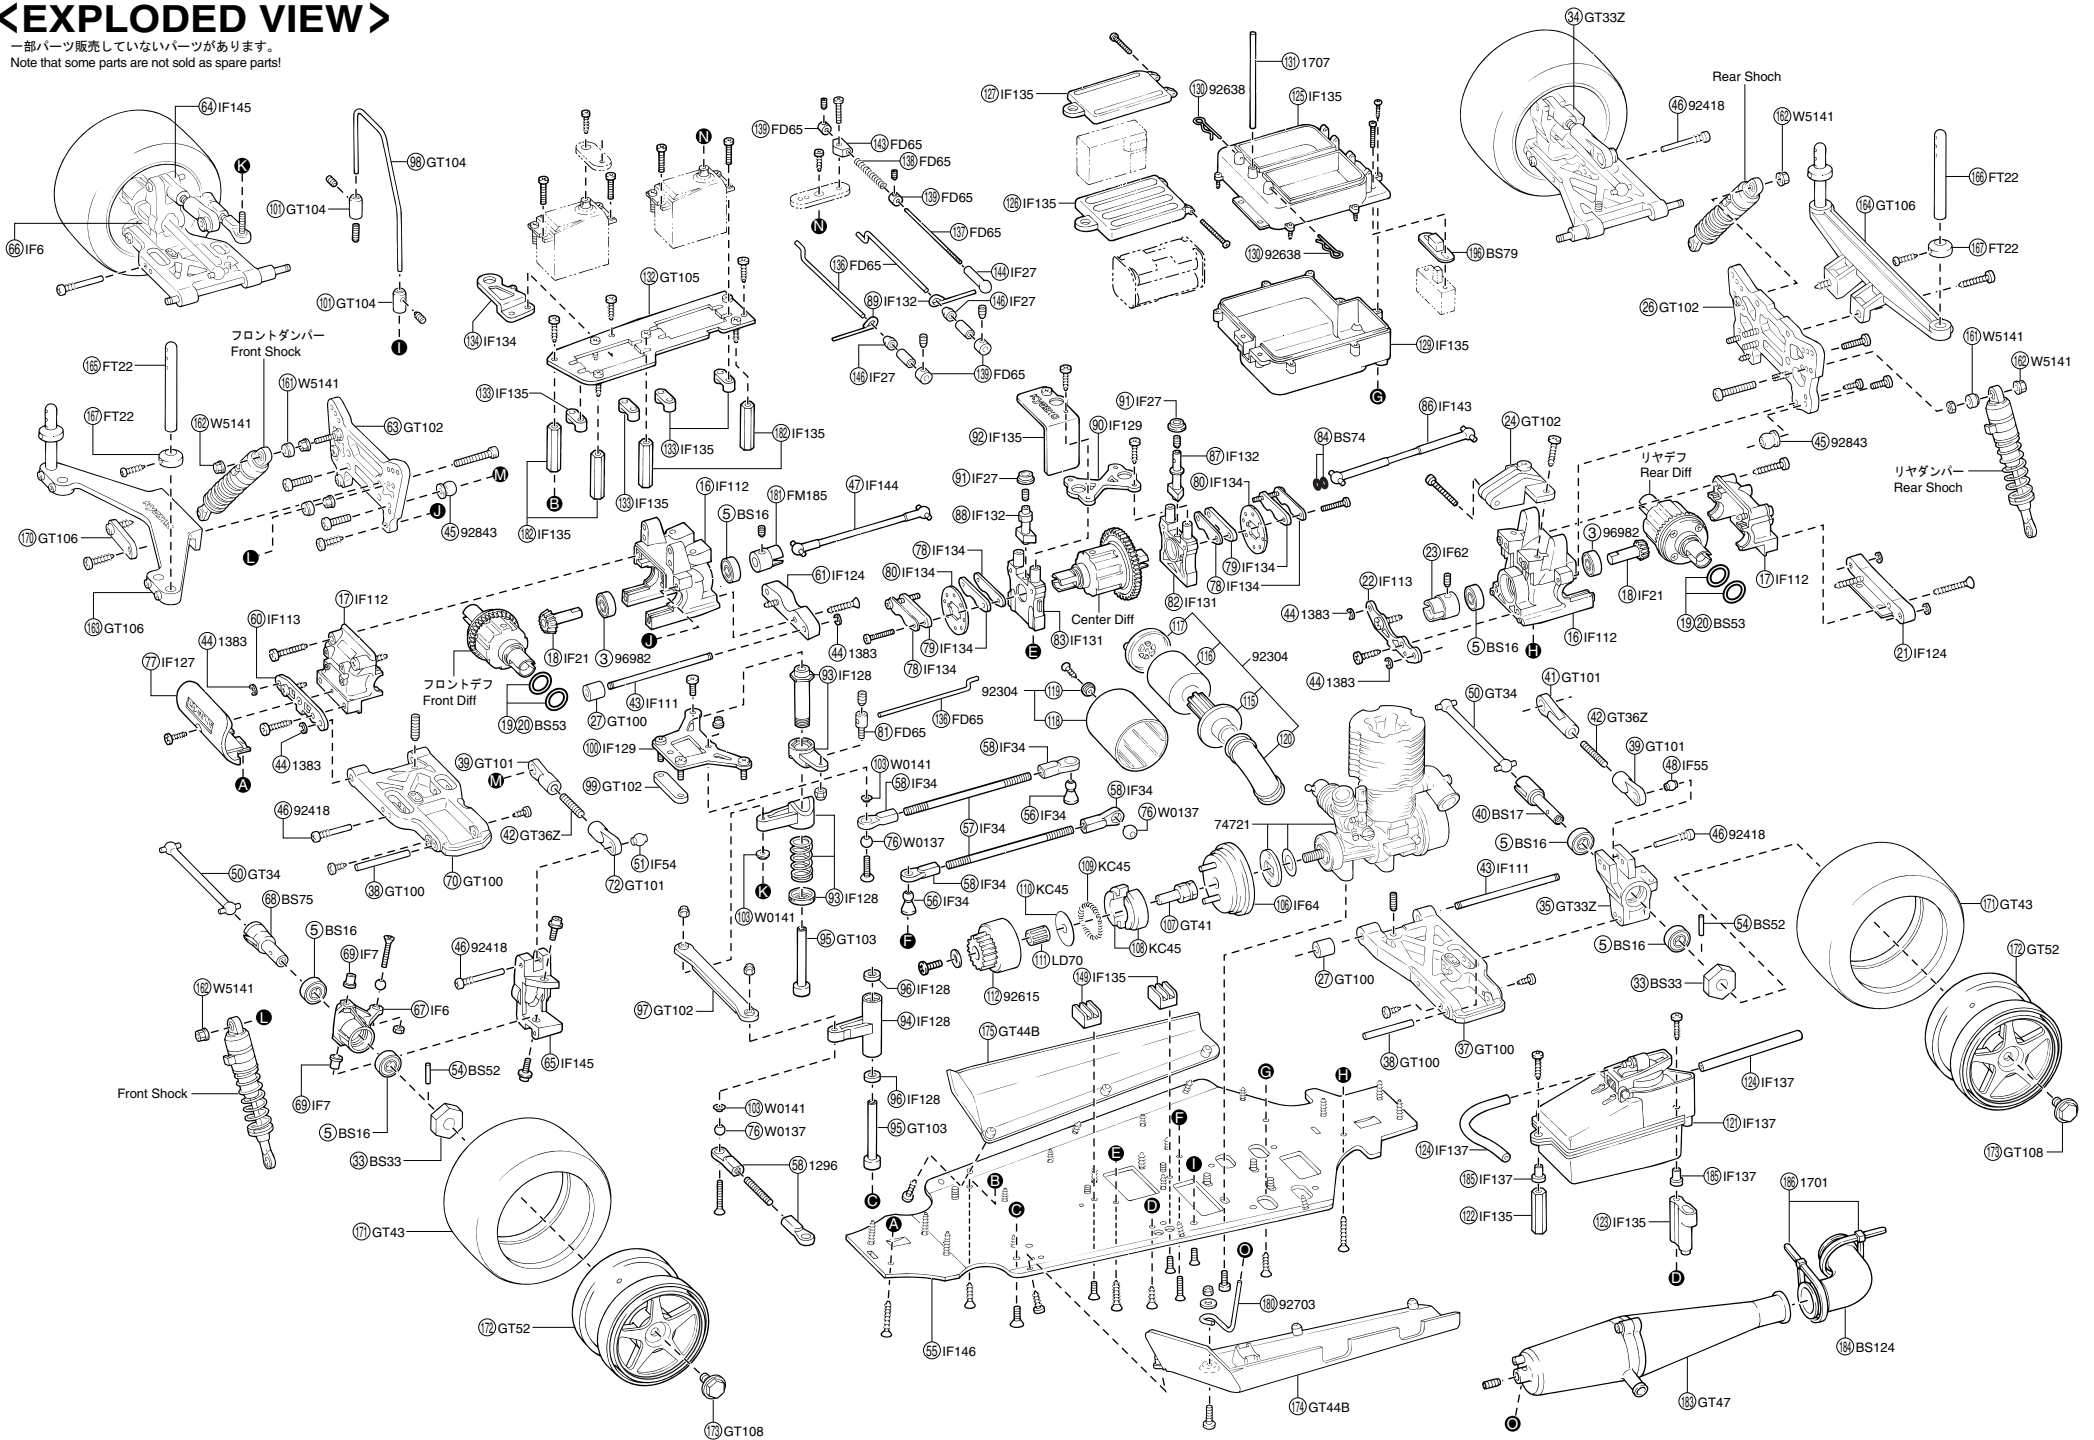 <EXPLODED VIEW>
一部パーツ販売していないパーツがあります。
Note that some parts are not sold as spare parts!
64 IF145
K
98 GT104
101 GT104
66 IF6
101 GT104
I
フロントダンパー
Front Shock
165 FT22
161 W5141
167 FT22
162 W5141
63 GT102
M
J
45 92843
170 GT106
L
163 GT106
N
132 GT105
134 IF134
133 IF135
133 IF135
133 IF135
182 IF135
B
182 IF135
139 FD65
143 FD65
138 FD65
139 FD65
N
137 FD65
136 FD65
144 IF27
89 IF132
146 IF27
146 IF27
139 FD65
127 IF135
131 1707
130 92638
125 IF135
126 IF135
130 92638
196 BS79
129 IF135
G
34 GT33Z
Rear Shoch
46 92418
162 W5141
166 FT22
164 GT106
167 FT22
26 GT102
161 W5141
162 W5141
45 92843
リヤダンパー
Rear Shoch
91 IF27
92 IF135
90 IF129
KYOSHO
86 IF143
84 BS74
87 IF132
80 IF134
91 IF27
88 IF132
79 IF134
78 IF134
82 IF131
Center Diff
83 IF131
E
24 GT102
リヤデフ
Rear Diff
3 96982
23 IF62
22 IF113
18 IF21
17 IF112
19 20 BS53
44 1383
5 BS16
16 IF112
H
44 1383
21 IF124
16 IF112
181 FM185
47 IF144
5 BS16
61 IF124
78 IF134
80 IF134
79 IF134
78 IF134
44 1383
J
17 IF112
60 IF113
44 1383
77 IF127
18 IF21
3 96982
フロントデフ
Front Diff
19 20 BS53
43 IF111
27 GT100
44 1383
A
93 IF128
136 FD65
81 FD65
100 IF129
99 GT102
103 W0141
58 IF34
58 IF34
56 IF34
58 IF34
57 IF34
76 W0137
76 W0137
58 IF34
56 IF34
F
K
103 W0141
93 IF128
95 GT103
39 GT101
M
46 92418
42 GT36Z
51 IF54
72 GT101
38 GT100
70 GT100
50 GT34
68 BS75
5 BS16
69 IF7
46 92418
162 W5141
L
67 IF6
65 IF145
Front Shock
69 IF7
54 BS52
5 BS16
33 BS33
171 GT43
172 GT52
173 GT108
97 GT102
96 IF128
94 IF128
96 IF128
103 W0141
76 W0137
95 GT103
58 1296
C
117
116
92304
115
92304
119
118
120
74721
109 KC45
110 KC45
106 IF64
107 GT41
108 KC45
111 LD70
112 92615
149 IF135
175 GT44B
50 GT34
41 GT101
42 GT36Z
39 GT101
48 IF55
40 BS17
5 BS16
46 92418
43 IF111
35 GT33Z
54 BS52
5 BS16
33 BS33
27 GT100
38 GT100
37 GT100
171 GT43
172 GT52
173 GT108
G
H
F
E
I
B
D
C
A
O
180 92703
55 IF146
174 GT44B
124 IF137
121 IF137
124 IF137
185 IF137
185 IF137
122 IF135
123 IF135
D
186 1701
184 BS124
183 GT47
O